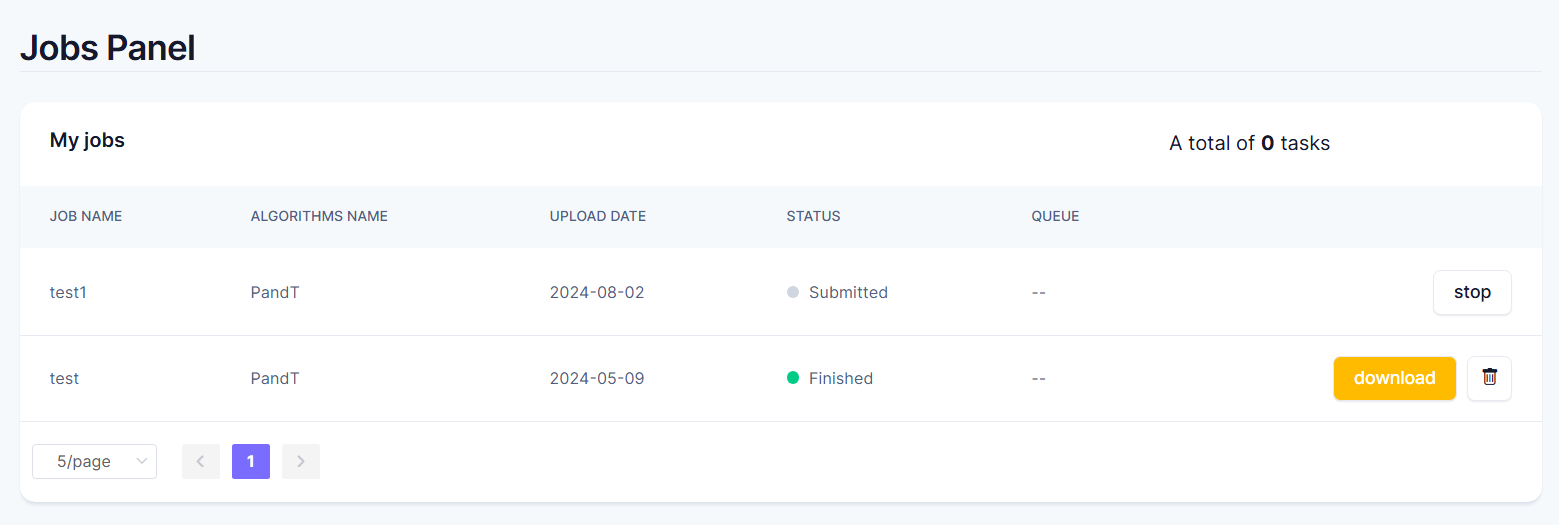 Jobs Panel
My jobs A total of 0 tasks
JOB NAME ALGORITHMS NAME UPLOAD DATE STATUS QUEUE
test1 PandT 2024-08-02 Submitted -- stop
test PandT 2024-05-09 Finished -- download
5/page 1